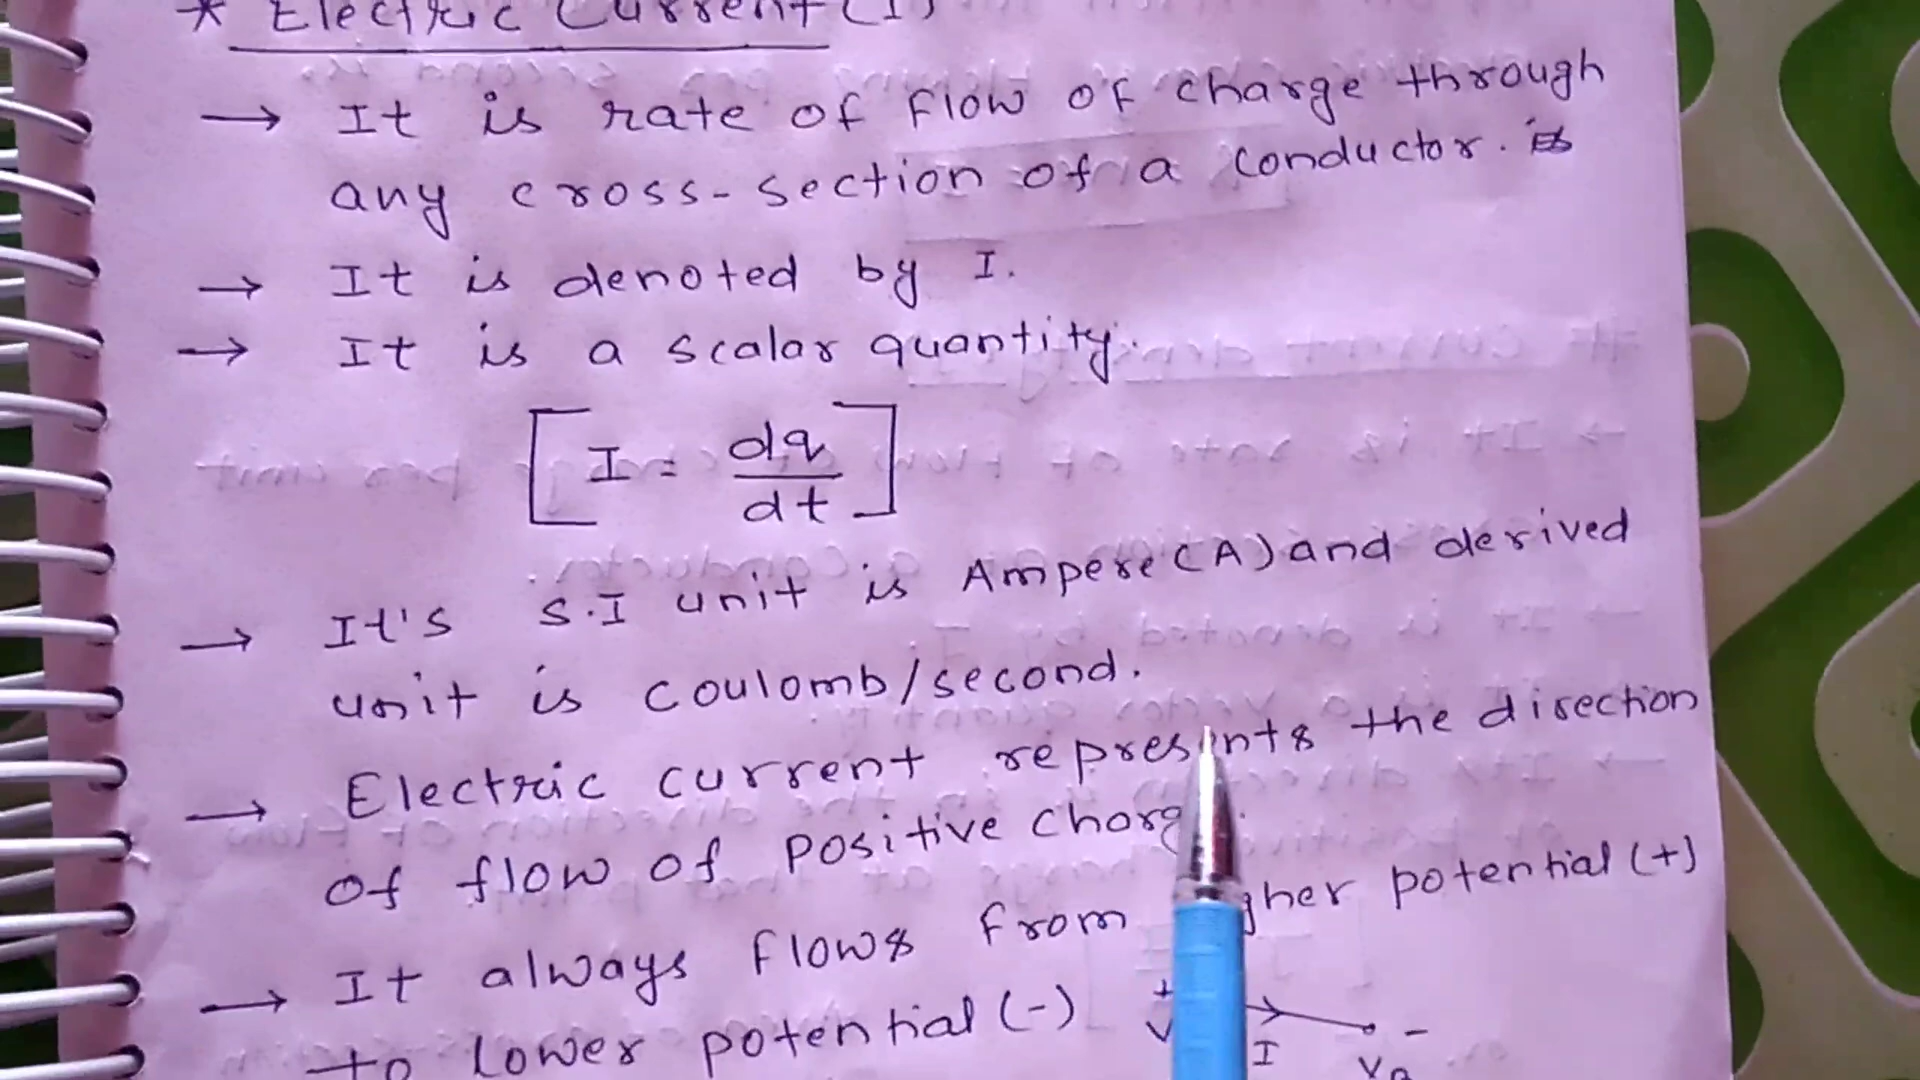 * Electric Current (I)
→ It is rate of flow of charge through
any cross-section of a conductor.
→ It is denoted by I.
→ It is a scalar quantity.
[I = dq/dt]
→ It's S.I unit is Ampere (A) and derived
unit is coulomb/second.
→ Electric current represents the direction
of flow of positive charg
→ It always flows from gher potential (+)
to lower potential (-)
+ I -